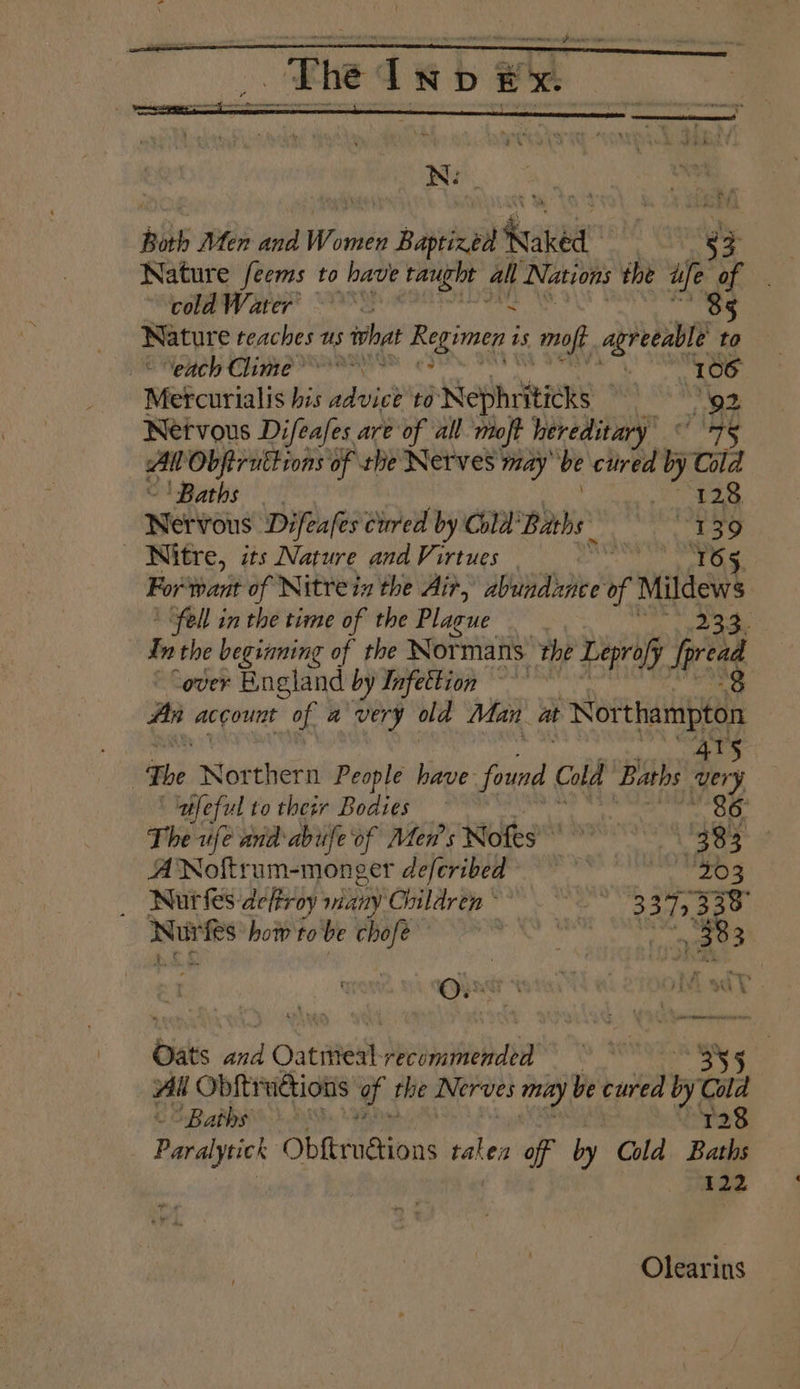 The INDEX.
N.
Both Men and Women Baptizèd Naked 53
Nature ſeems to have taught all Nations the uſe of
cold Water 85
Nature teaches us what Regimen is moſt agreeable to
each Clime 106
Mercurialis his advice to Nephriticks 92
Nervous Diſeaſes are of all moſt hereditary 75
All Obſtructions of the Nerves may be cured by Cold
Baths 128
Nervous Diſeaſes cured by Cold Baths 139
Nitre, its Nature and Virtues 165
For want of Nitre in the Air, abundance of Mildews
fell in the time of the Plague 233.
In the beginning of the Normans the Leproſy ſpread
over England by Infection 8
An account of a very old Man at Northampton
415
The Northern People have found Cold Baths very
uſeful to their Bodies 86
The uſe and abuſe of Men's Noſes 383
A Noſtrum-monger deſcribed 203
Nurſes deſtroy many Children 337, 338
Nurſes how to be choſe 383
O.
Oats and Oatmeal recommended 355
All Obſtructions of the Nerves may be cured by Cold
Baths 128
Paralytick Obſtructions taken off by Cold Baths
122
Olearins